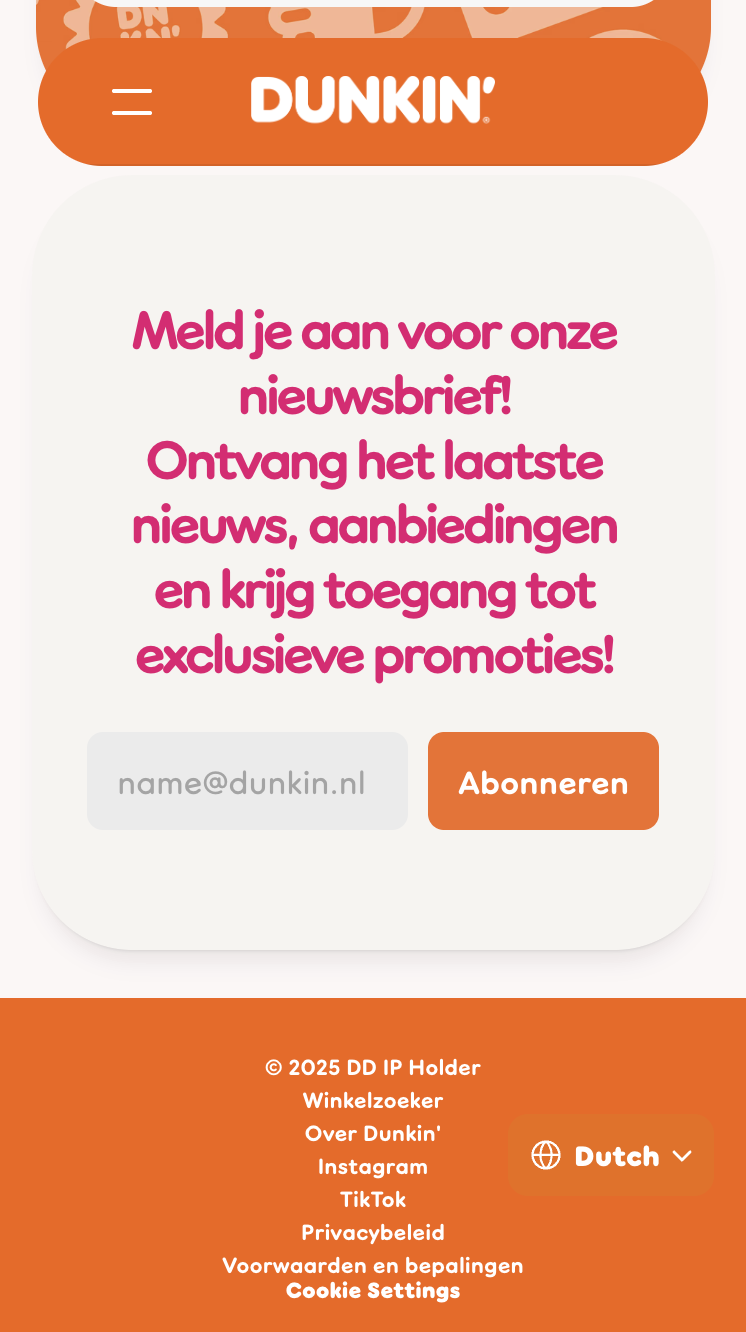 DN
KN'
DUNKIN'
Meld je aan voor onze
nieuwsbrief!
Ontvang het laatste
nieuws, aanbiedingen
en krijg toegang tot
exclusieve promoties!
name@dunkin.nl
Abonneren
© 2025 DD IP Holder
Winkelzoeker
Over Dunkin'
Dutch
Instagram
TikTok
Privacybeleid
Voorwaarden en bepalingen
Cookie Settings